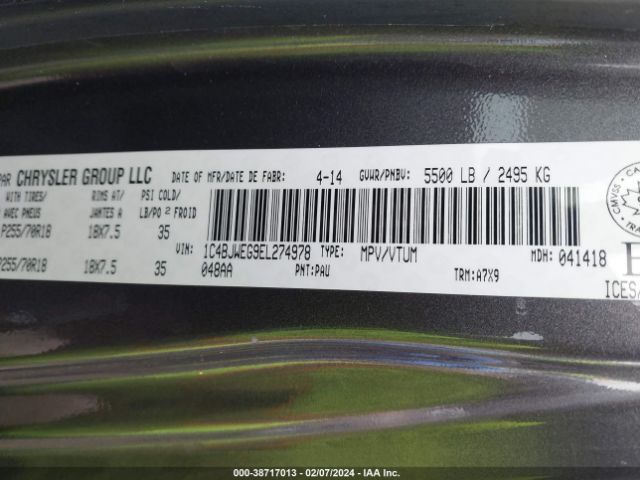 PAR CHRYSLER GROUP LLC DATE OF MFR/DATE DE FABR: 4-14 GVWR/PNBV: 5500 LB / 2495 KG
WITH TIRES/ RIMS AT/ PSI COLD/
AVEC PNEUS JANTES A LB/PO 2 FROID
P255/70R18 18X7.5 35
VIN: 1C4BJWEG9EL274978 TYPE: MPV/VTUM MDH: 041418
P255/70R18 18X7.5 35 048AA PNT:PAU TRM:A7X9
CMVSS
ICES/
000-38717013 — 02/07/2024 — IAA Inc.